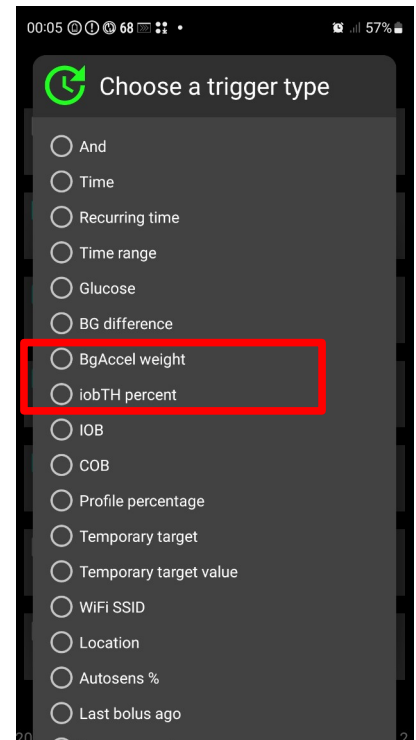 00:05 68 57%
Choose a trigger type
And
Time
Recurring time
Time range
Glucose
BG difference
BgAccel weight
iobTH percent
IOB
COB
Profile percentage
Temporary target
Temporary target value
WiFi SSID
Location
Autosens %
Last bolus ago